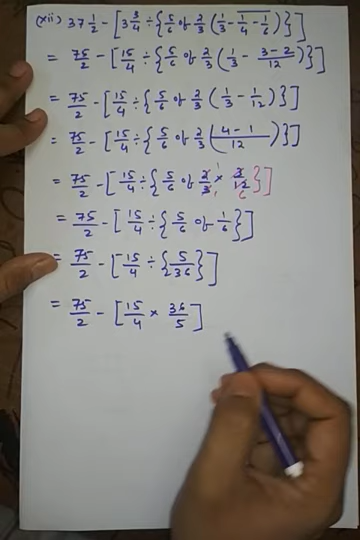 (xii) 37 1/2 - [3 3/4 ÷ {5/6 of 2/3 (1/3 - \overline{1/4 - 1/6})}]
= 75/2 - [15/4 ÷ {5/6 of 2/3 (1/3 - (3-2)/12)}]
= 75/2 - [15/4 ÷ {5/6 of 2/3 (1/3 - 1/12)}]
= 75/2 - [15/4 ÷ {5/6 of 2/3 ((4-1)/12)}]
= 75/2 - [15/4 ÷ {5/6 of 2/3 × 3/12}]
= 75/2 - [15/4 ÷ {5/6 of 1/6}]
= 75/2 - [15/4 ÷ {5/36}]
= 75/2 - [15/4 × 36/5]